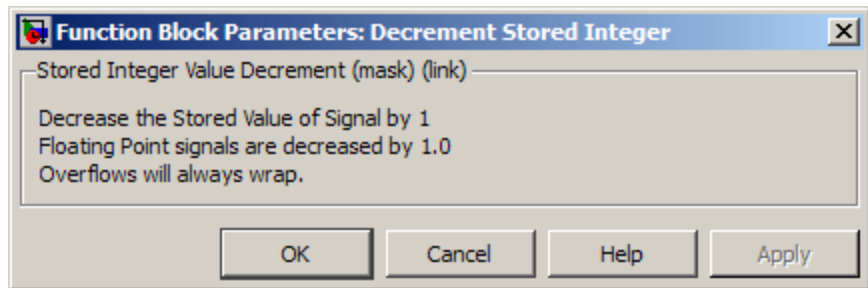 Function Block Parameters: Decrement Stored Integer
Stored Integer Value Decrement (mask) (link)
Decrease the Stored Value of Signal by 1
Floating Point signals are decreased by 1.0
Overflows will always wrap.
OK Cancel Help Apply